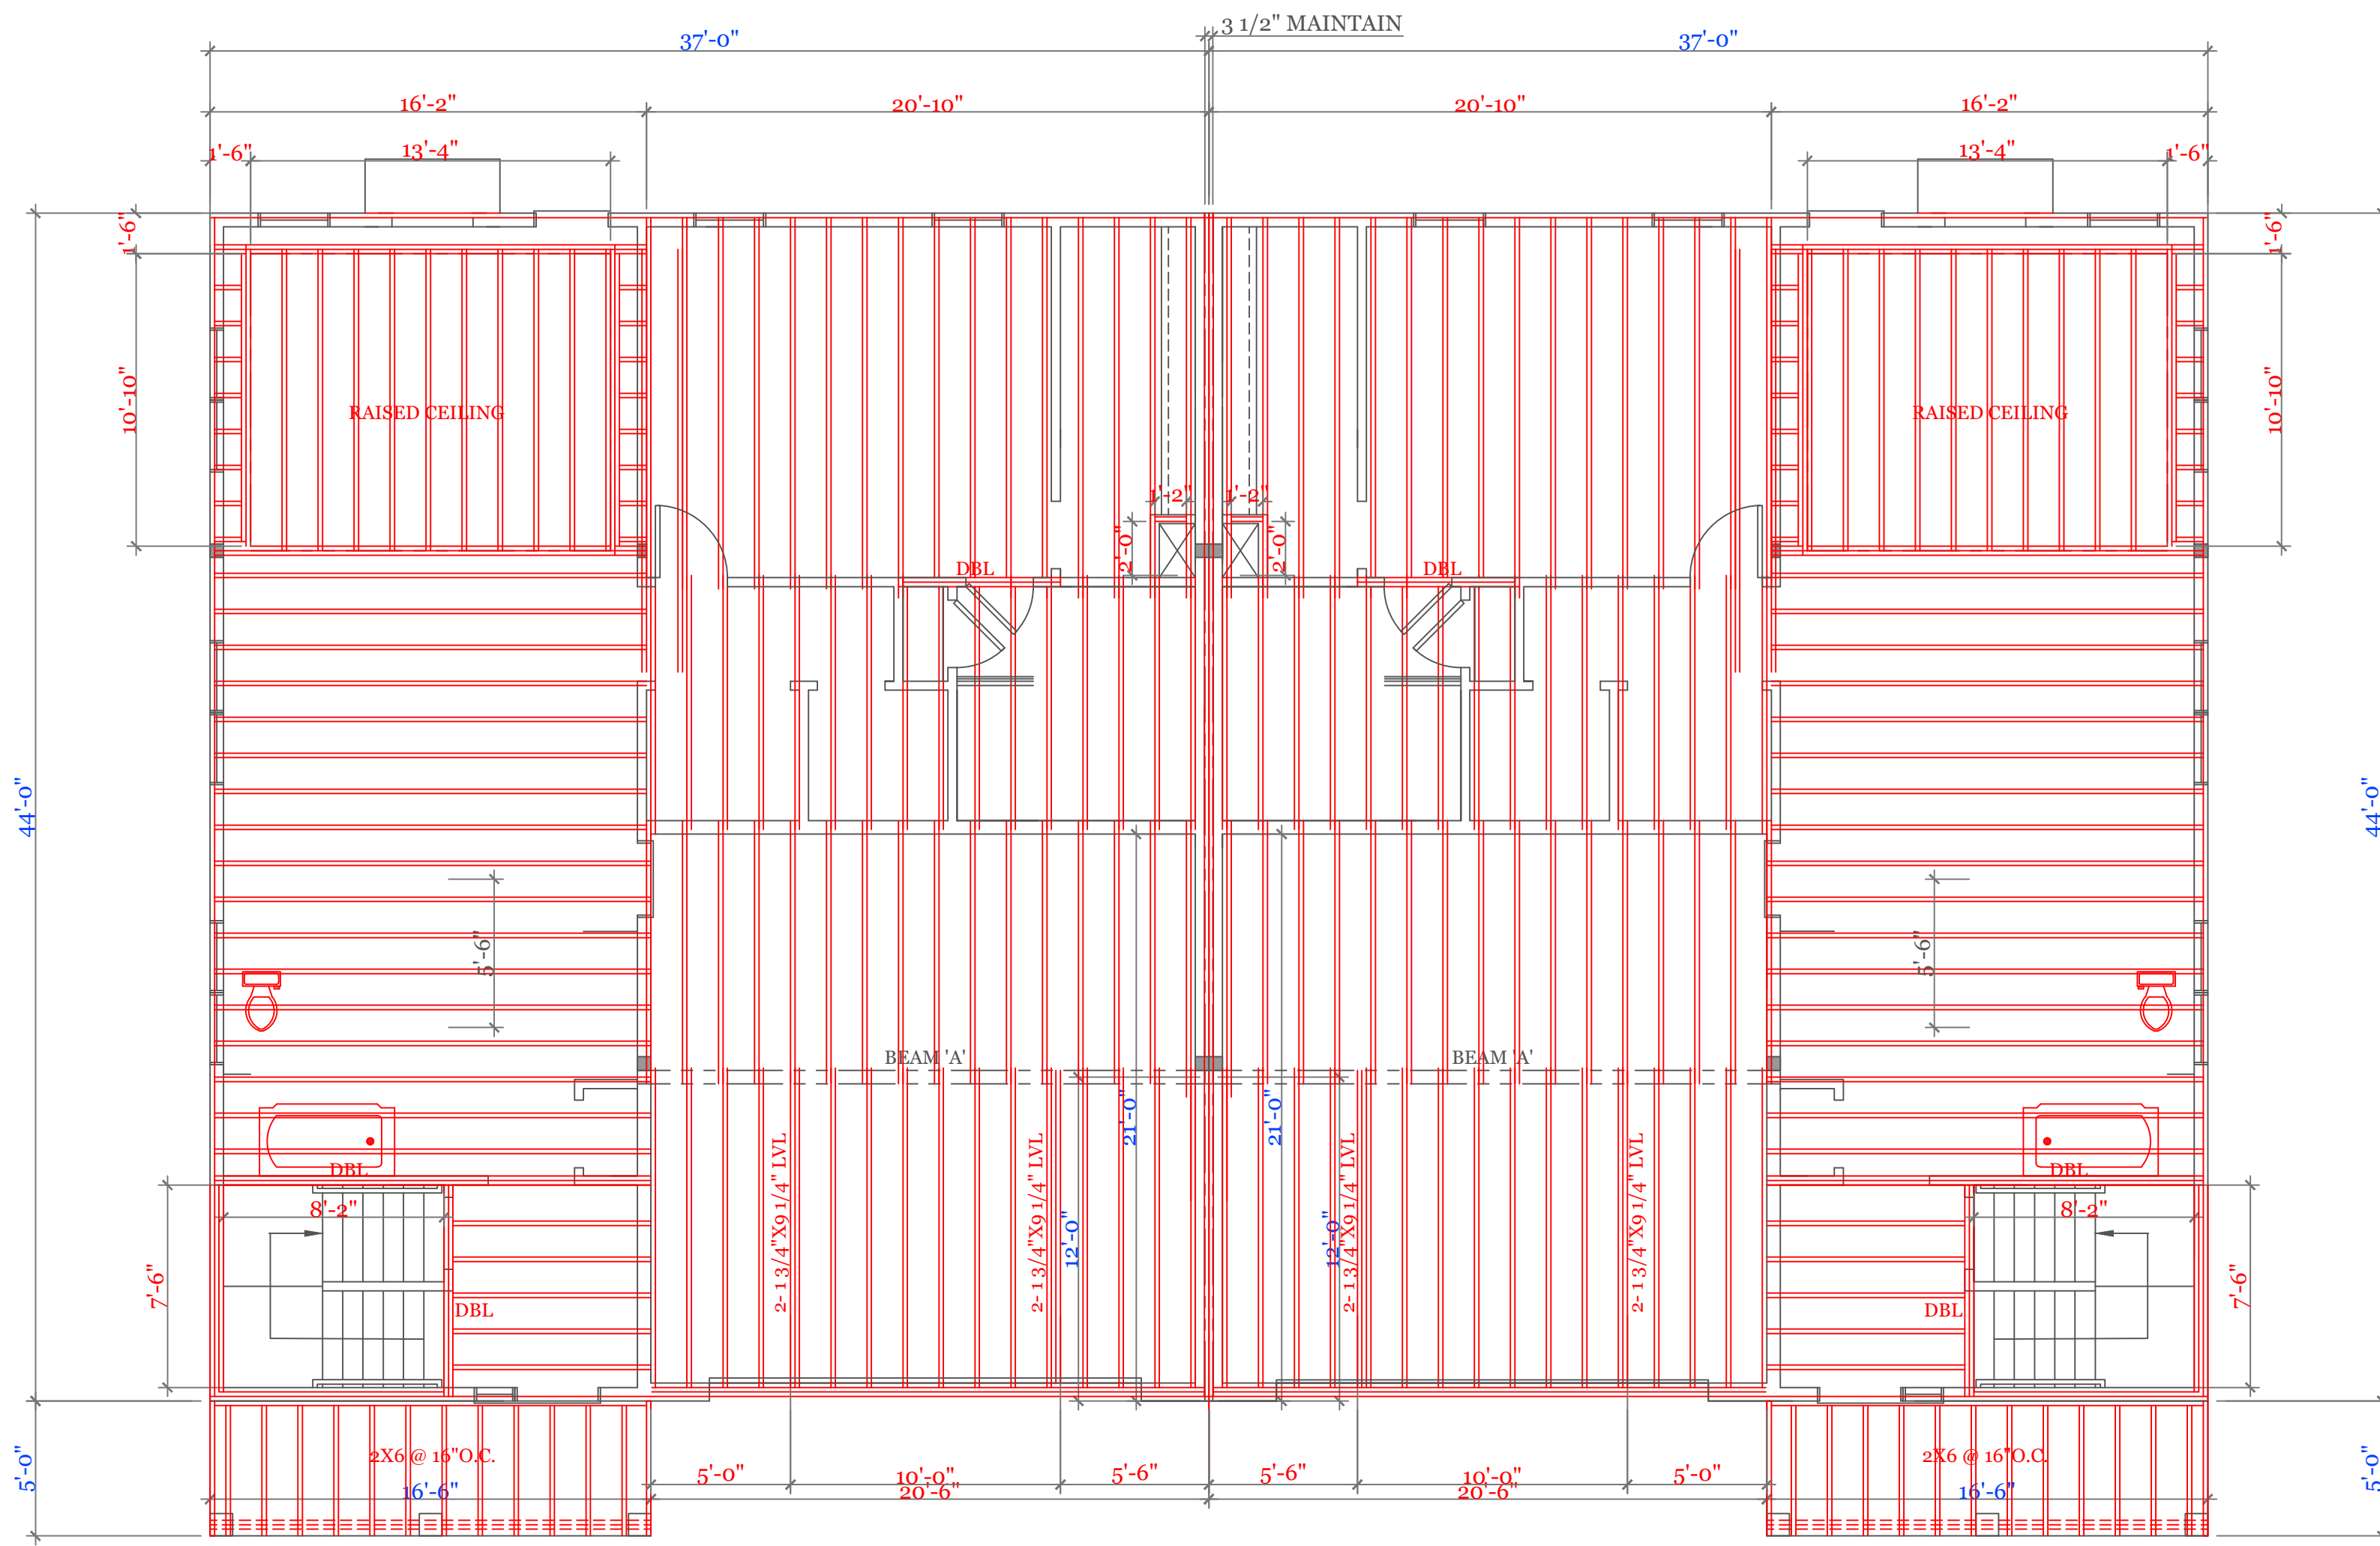 3 1/2" MAINTAIN
37'-0" 37'-0"
16'-2" 20'-10" 20'-10" 16'-2"
1'-6" 13'-4" 13'-4" 1'-6"
1'-6" 1'-6"
10'-10" RAISED CEILING RAISED CEILING 10'-10"
1'-2" 1'-2"
2'-0" 2'-0"
DBL DBL
44'-0" 44'-0"
5'-6" 5'-6"
BEAM 'A' BEAM 'A'
21'-0" 21'-0"
DBL DBL
8'-2" 8'-2"
2- 1 3/4"X9 1/4" LVL 2- 1 3/4"X9 1/4" LVL 2- 1 3/4"X9 1/4" LVL 2- 1 3/4"X9 1/4" LVL
12'-0" 12'-0"
7'-6" 7'-6"
DBL DBL
5'-0" 2X6 @ 16"O.C. 2X6 @ 16"O.C. 5'-0"
5'-0" 10'-0" 5'-6" 5'-6" 10'-0" 5'-0"
16'-6" 20'-6" 20'-6" 16'-6"